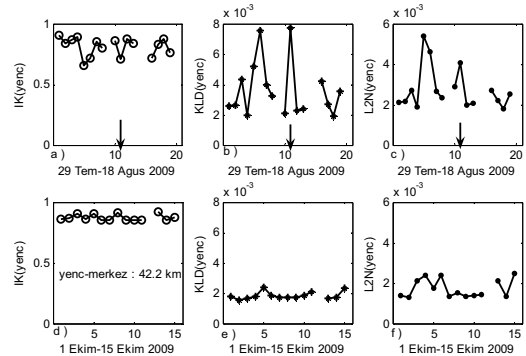 IK(yenc)
1
0.5
0
a )
10
20
29 Tem-18 Agus 2009
KLD(yenc)
8 x 10⁻³
6
4
2
0
b )
10
20
29 Tem-18 Agus 2009
L2N(yenc)
6 x 10⁻³
4
2
0
c )
10
20
29 Tem-18 Agus 2009
IK(yenc)
1
0.5
0
yenc-merkez : 42.2 km
d )
5
10
15
1 Ekim-15 Ekim 2009
KLD(yenc)
8 x 10⁻³
6
4
2
0
e )
5
10
15
1 Ekim-15 Ekim 2009
L2N(yenc)
6 x 10⁻³
4
2
0
f )
5
10
15
1 Ekim-15 Ekim 2009